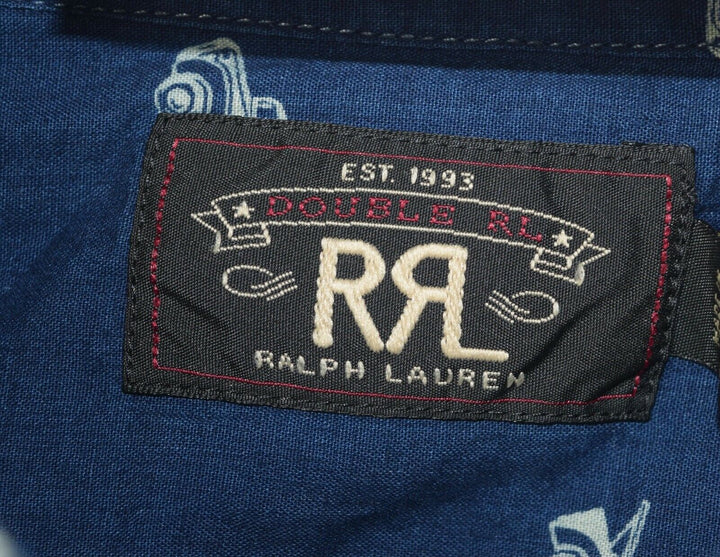 EST. 1993
DOUBLE RL
RRL
RALPH LAUREN